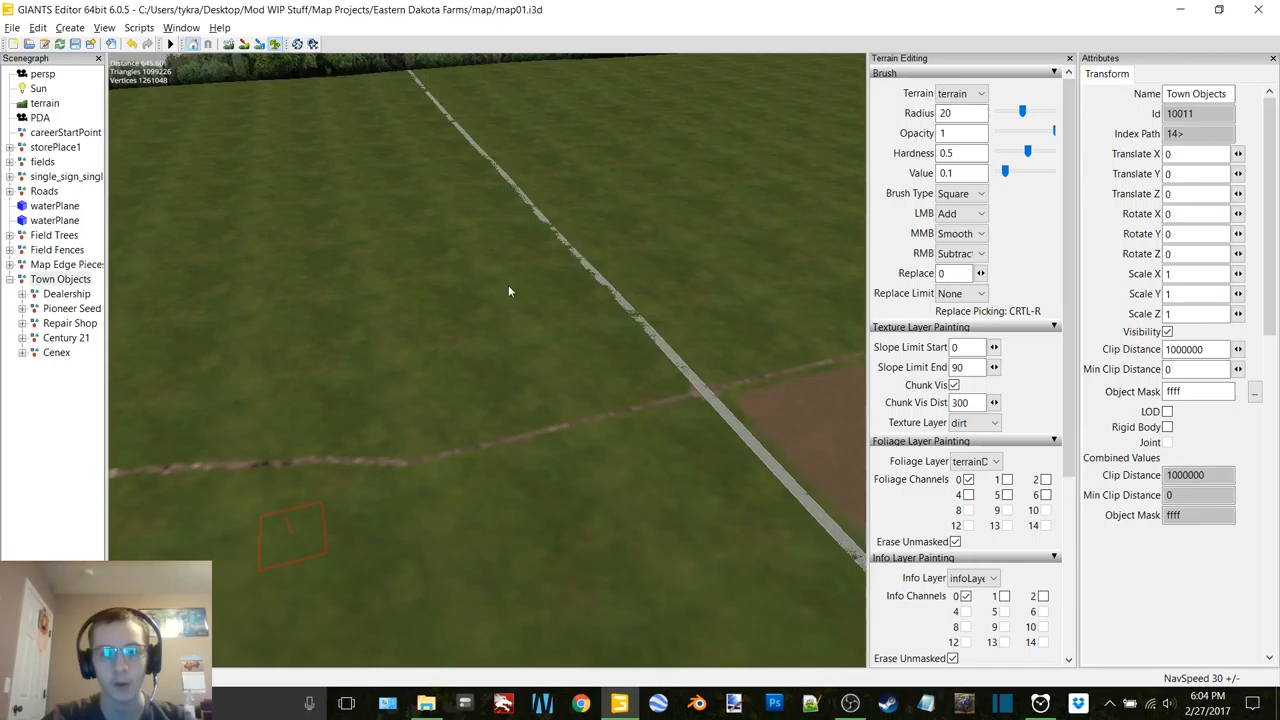 GIANTS Editor 64bit 6.0.5 - C:/Users/tykra/Desktop/Mod WIP Stuff/Map Projects/Eastern Dakota Farms/map/map01.i3d
File Edit Create View Scripts Window Help
Scenegraph
persp
Sun
terrain
PDA
careerStartPoint
storePlace1
fields
single_sign_singl
Roads
waterPlane
waterPlane
Field Trees
Field Fences
Map Edge Piece
Town Objects
Dealership
Pioneer Seed
Repair Shop
Century 21
Cenex
Triangles 1099226
Vertices 1261048
Terrain Editing
Brush
Terrain terrain
Radius 20
Opacity 1
Hardness 0.5
Value 0.1
Brush Type Square
LMB Add
MMB Smooth
RMB Subtrac
Replace 0
Replace Limit None
Replace Picking: CRTL-R
Texture Layer Painting
Slope Limit Start 0
Slope Limit End 90
Chunk Vis
Chunk Vis Dist 300
Texture Layer dirt
Foliage Layer Painting
Foliage Layer terrainD
Foliage Channels 0 1 2
4 5 6
8 9 10
12 13 14
Erase Unmasked
Info Layer Painting
Info Layer infoLaye
Info Channels 0 1 2
4 5 6
8 9 10
12 13 14
Erase Unmasked
Attributes
Transform
Name Town Objects
Id 10011
Index Path 14>
Translate X 0
Translate Y 0
Translate Z 0
Rotate X 0
Rotate Y 0
Rotate Z 0
Scale X 1
Scale Y 1
Scale Z 1
Visibility
Clip Distance 1000000
Min Clip Distance 0
Object Mask ffff ...
LOD
Rigid Body
Joint
Combined Values
Clip Distance 1000000
Min Clip Distance 0
Object Mask ffff
NavSpeed 30 +/-
6:04 PM
2/27/2017